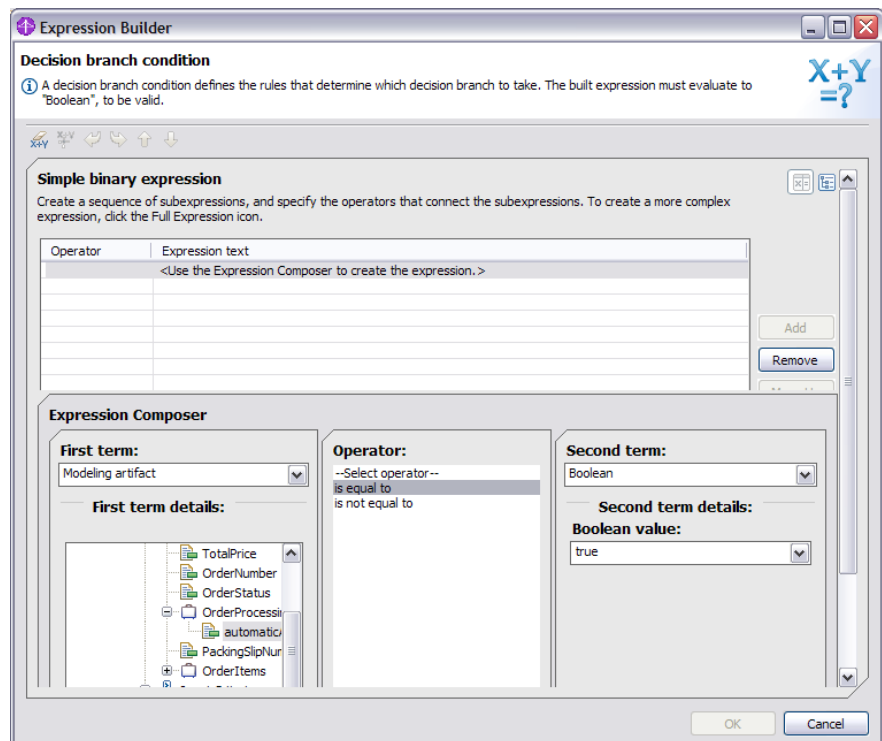 Expression Builder
Decision branch condition
A decision branch condition defines the rules that determine which decision branch to take. The built expression must evaluate to
"Boolean", to be valid.
X+Y
=?
Simple binary expression
Create a sequence of subexpressions, and specify the operators that connect the subexpressions. To create a more complex
expression, click the Full Expression icon.
Operator Expression text
<Use the Expression Composer to create the expression.>
Add
Remove
Expression Composer
First term:
Modeling artifact
First term details:
TotalPrice
OrderNumber
OrderStatus
OrderProcessin
automaticA
PackingSlipNur
OrderItems
Operator:
--Select operator--
is equal to
is not equal to
Second term:
Boolean
Second term details:
Boolean value:
true
OK Cancel